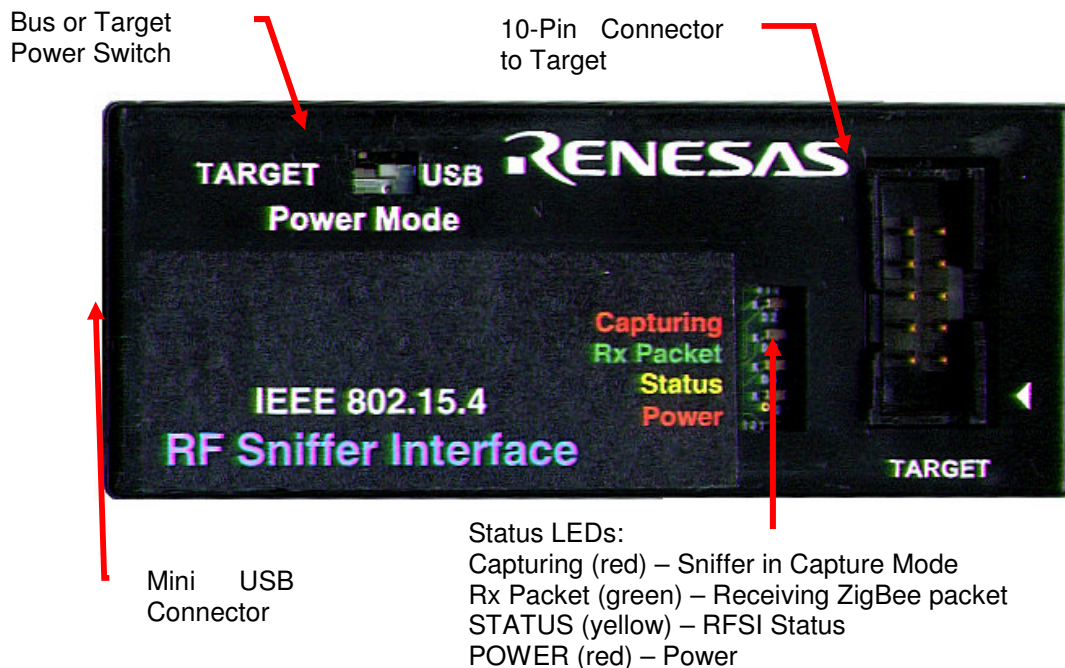 Bus or Target
Power Switch
10-Pin Connector
to Target
RENESAS
TARGET
USB
Power Mode
Capturing
Rx Packet
Status
Power
IEEE 802.15.4
RF Sniffer Interface
TARGET
Mini USB
Connector
Status LEDs:
Capturing (red) – Sniffer in Capture Mode
Rx Packet (green) – Receiving ZigBee packet
STATUS (yellow) – RFSI Status
POWER (red) – Power